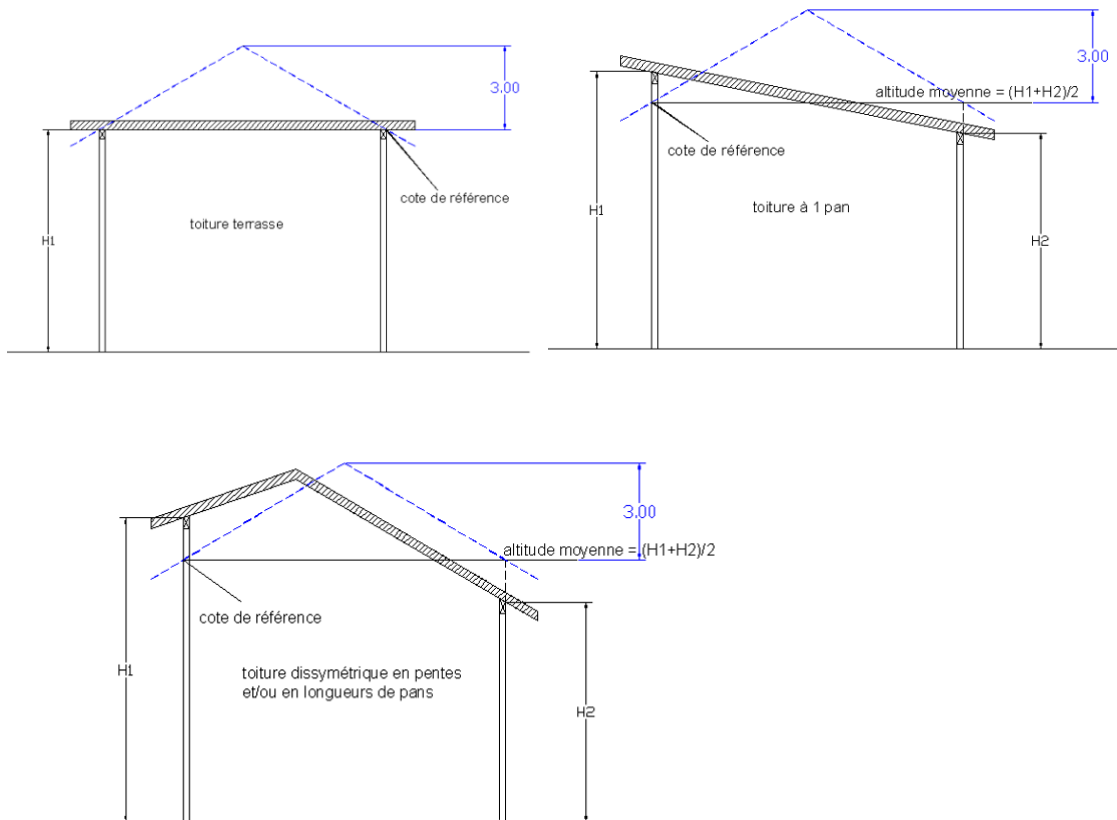 3.00
cote de référence
toiture terrasse
H1
3.00
altitude moyenne = (H1+H2)/2
cote de référence
toiture à 1 pan
H1
H2
3.00
altitude moyenne = (H1+H2)/2
cote de référence
H1
toiture dissymétrique en pentes
et/ou en longueurs de pans
H2